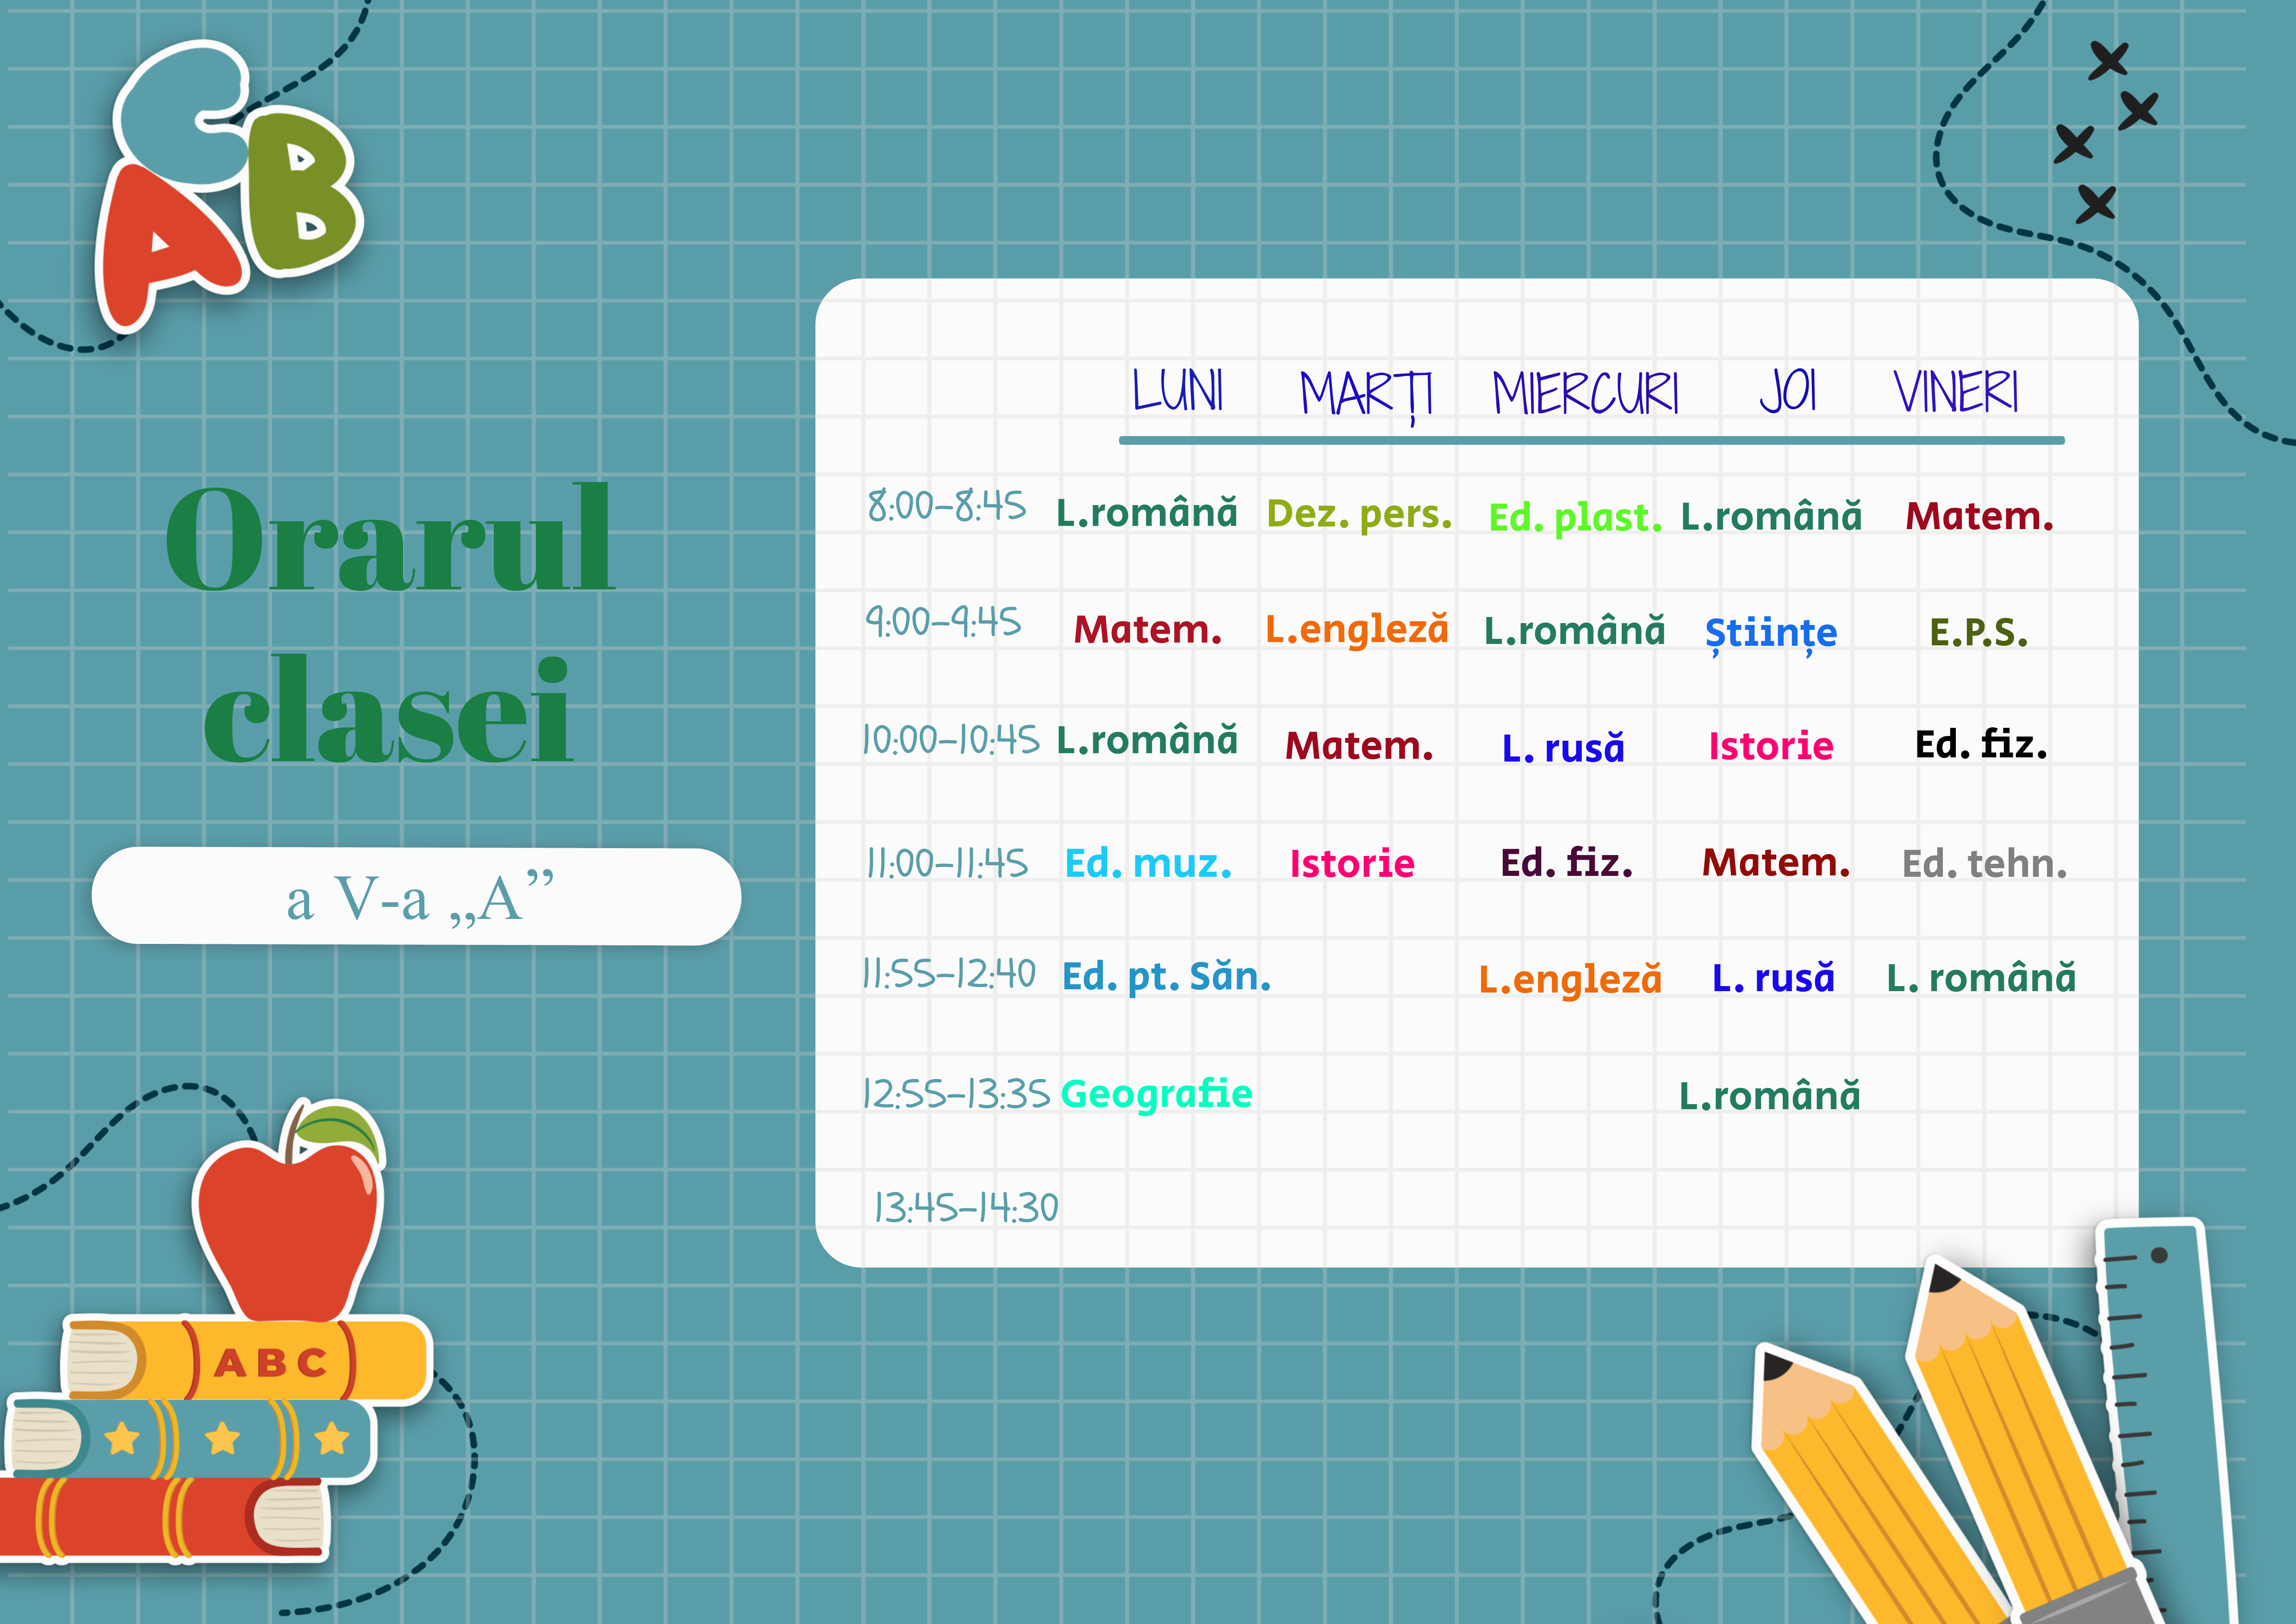 C
A B
Orarul
clasei
a V-a „A”
LUNI MARȚI MIERCURI JOI VINERI
8:00-8:45 L.română Dez. pers. Ed. plast. L.română Matem.
9:00-9:45 Matem. L.engleză L.română Științe E.P.S.
10:00-10:45 L.română Matem. L. rusă Istorie Ed. fiz.
11:00-11:45 Ed. muz. Istorie Ed. fiz. Matem. Ed. tehn.
11:55-12:40 Ed. pt. Săn. L.engleză L. rusă L. română
12:55-13:35 Geografie L.română
13:45-14:30
ABC